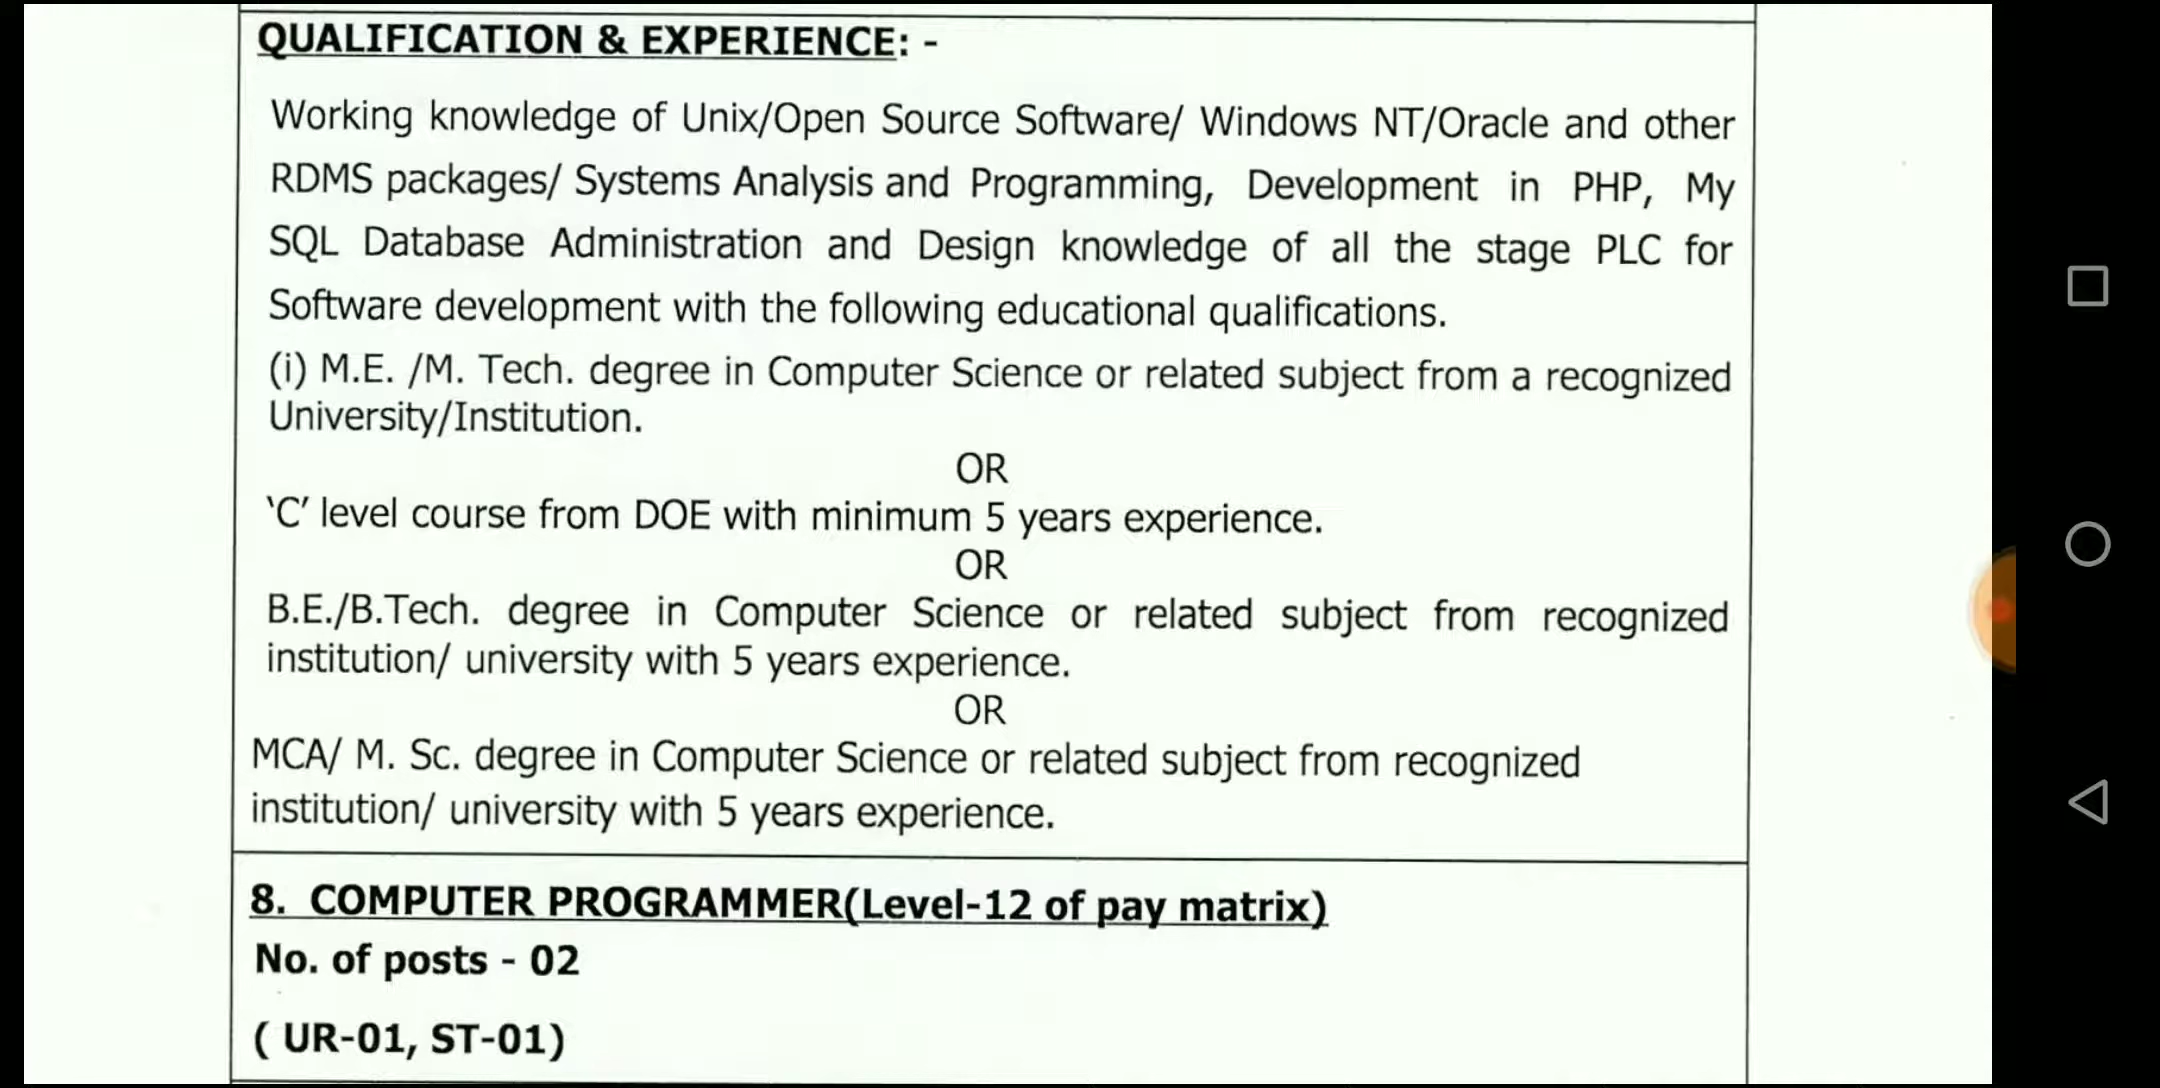 QUALIFICATION & EXPERIENCE: -
Working knowledge of Unix/Open Source Software/ Windows NT/Oracle and other
RDMS packages/ Systems Analysis and Programming, Development in PHP, My
SQL Database Administration and Design knowledge of all the stage PLC for
Software development with the following educational qualifications.
(i) M.E. /M. Tech. degree in Computer Science or related subject from a recognized
University/Institution.
OR
‘C’ level course from DOE with minimum 5 years experience.
OR
B.E./B.Tech. degree in Computer Science or related subject from recognized
institution/ university with 5 years experience.
OR
MCA/ M. Sc. degree in Computer Science or related subject from recognized
institution/ university with 5 years experience.
8. COMPUTER PROGRAMMER(Level-12 of pay matrix)
No. of posts - 02
( UR-01, ST-01)